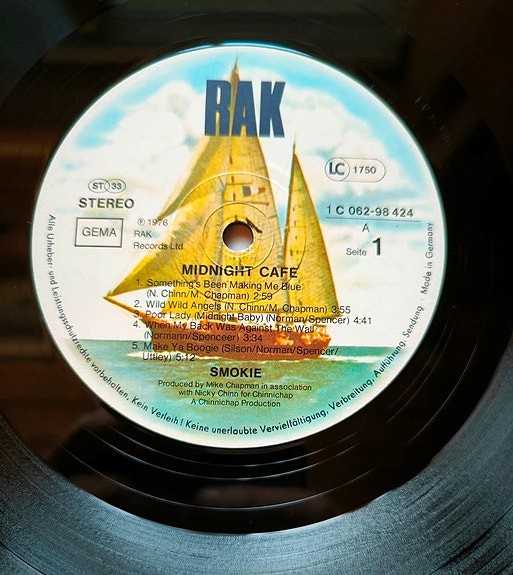 RAK
LC 1750
ST 33
STEREO
GEMA
℗ 1976
RAK
Records Ltd.
1 C 062-98 424
A
Seite 1
MIDNIGHT CAFE
1. Something's Been Making Me Blue
(N. Chinn/M. Chapman) 2:59
2. Wild Wild Angels (N. Chinn/M. Chapman) 3:55
3. Poor Lady (Midnight Baby) (Norman/Spencer) 4:41
4. When My Back Was Against The Wall
(Normann/Spenceer) 3:34
5. Make Ya Boogie (Silson/Norman/Spencer/
Uttley) 5:12
SMOKIE
Produced by Mike Chapman in association
with Nicky Chinn for Chinnichap
A Chinnichap Production
Alle Urheber- und Leistungsschutzrechte vorbehalten. Kein Verleih! Keine unerlaubte Vervielfältigung, Verbreitung, Aufführung, Sendung · Made in Germany